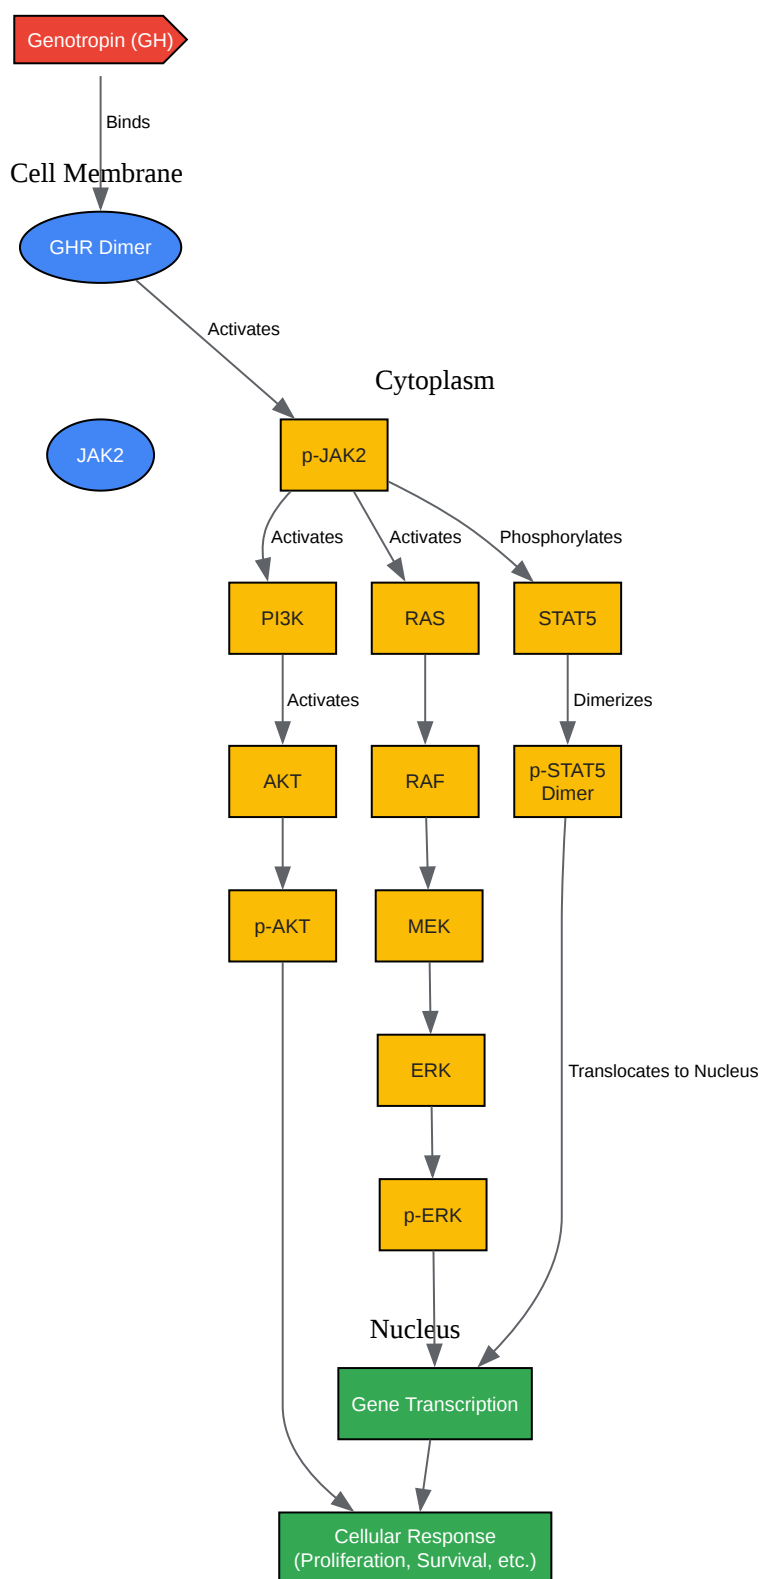 Genotropin (GH)
Binds
Cell Membrane
GHR Dimer
Activates
Cytoplasm
JAK2
p-JAK2
Activates
Activates
Phosphorylates
PI3K
RAS
STAT5
Activates
Dimerizes
AKT
RAF
p-STAT5
Dimer
p-AKT
MEK
ERK
Translocates to Nucleus
p-ERK
Nucleus
Gene Transcription
Cellular Response
(Proliferation, Survival, etc.)